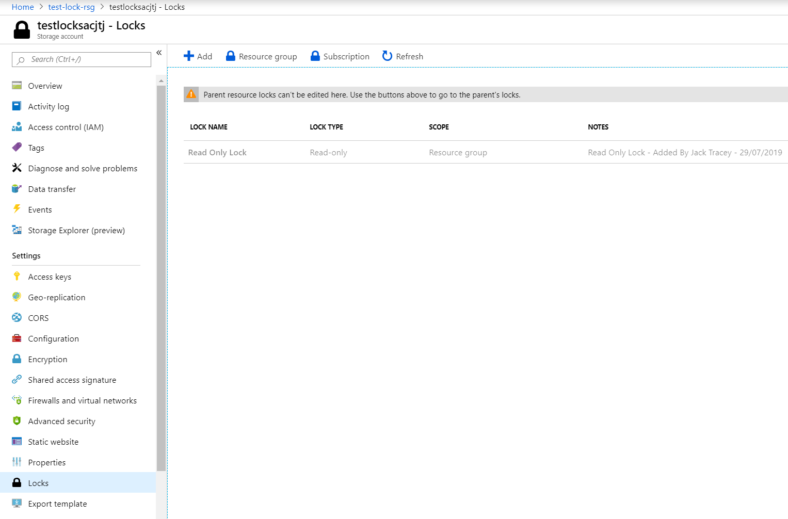 Home > test-lock-rsg > testlocksacjtj - Locks
testlocksacjtj - Locks
Storage account
Search (Ctrl+/)
«
Add Resource group Subscription Refresh
Parent resource locks can't be edited here. Use the buttons above to go to the parent's locks.
LOCK NAME LOCK TYPE SCOPE NOTES
Read Only Lock Read-only Resource group Read Only Lock - Added By Jack Tracey - 29/07/2019
Overview
Activity log
Access control (IAM)
Tags
Diagnose and solve problems
Data transfer
Events
Storage Explorer (preview)
Settings
Access keys
Geo-replication
CORS
Configuration
Encryption
Shared access signature
Firewalls and virtual networks
Advanced security
Static website
Properties
Locks
Export template